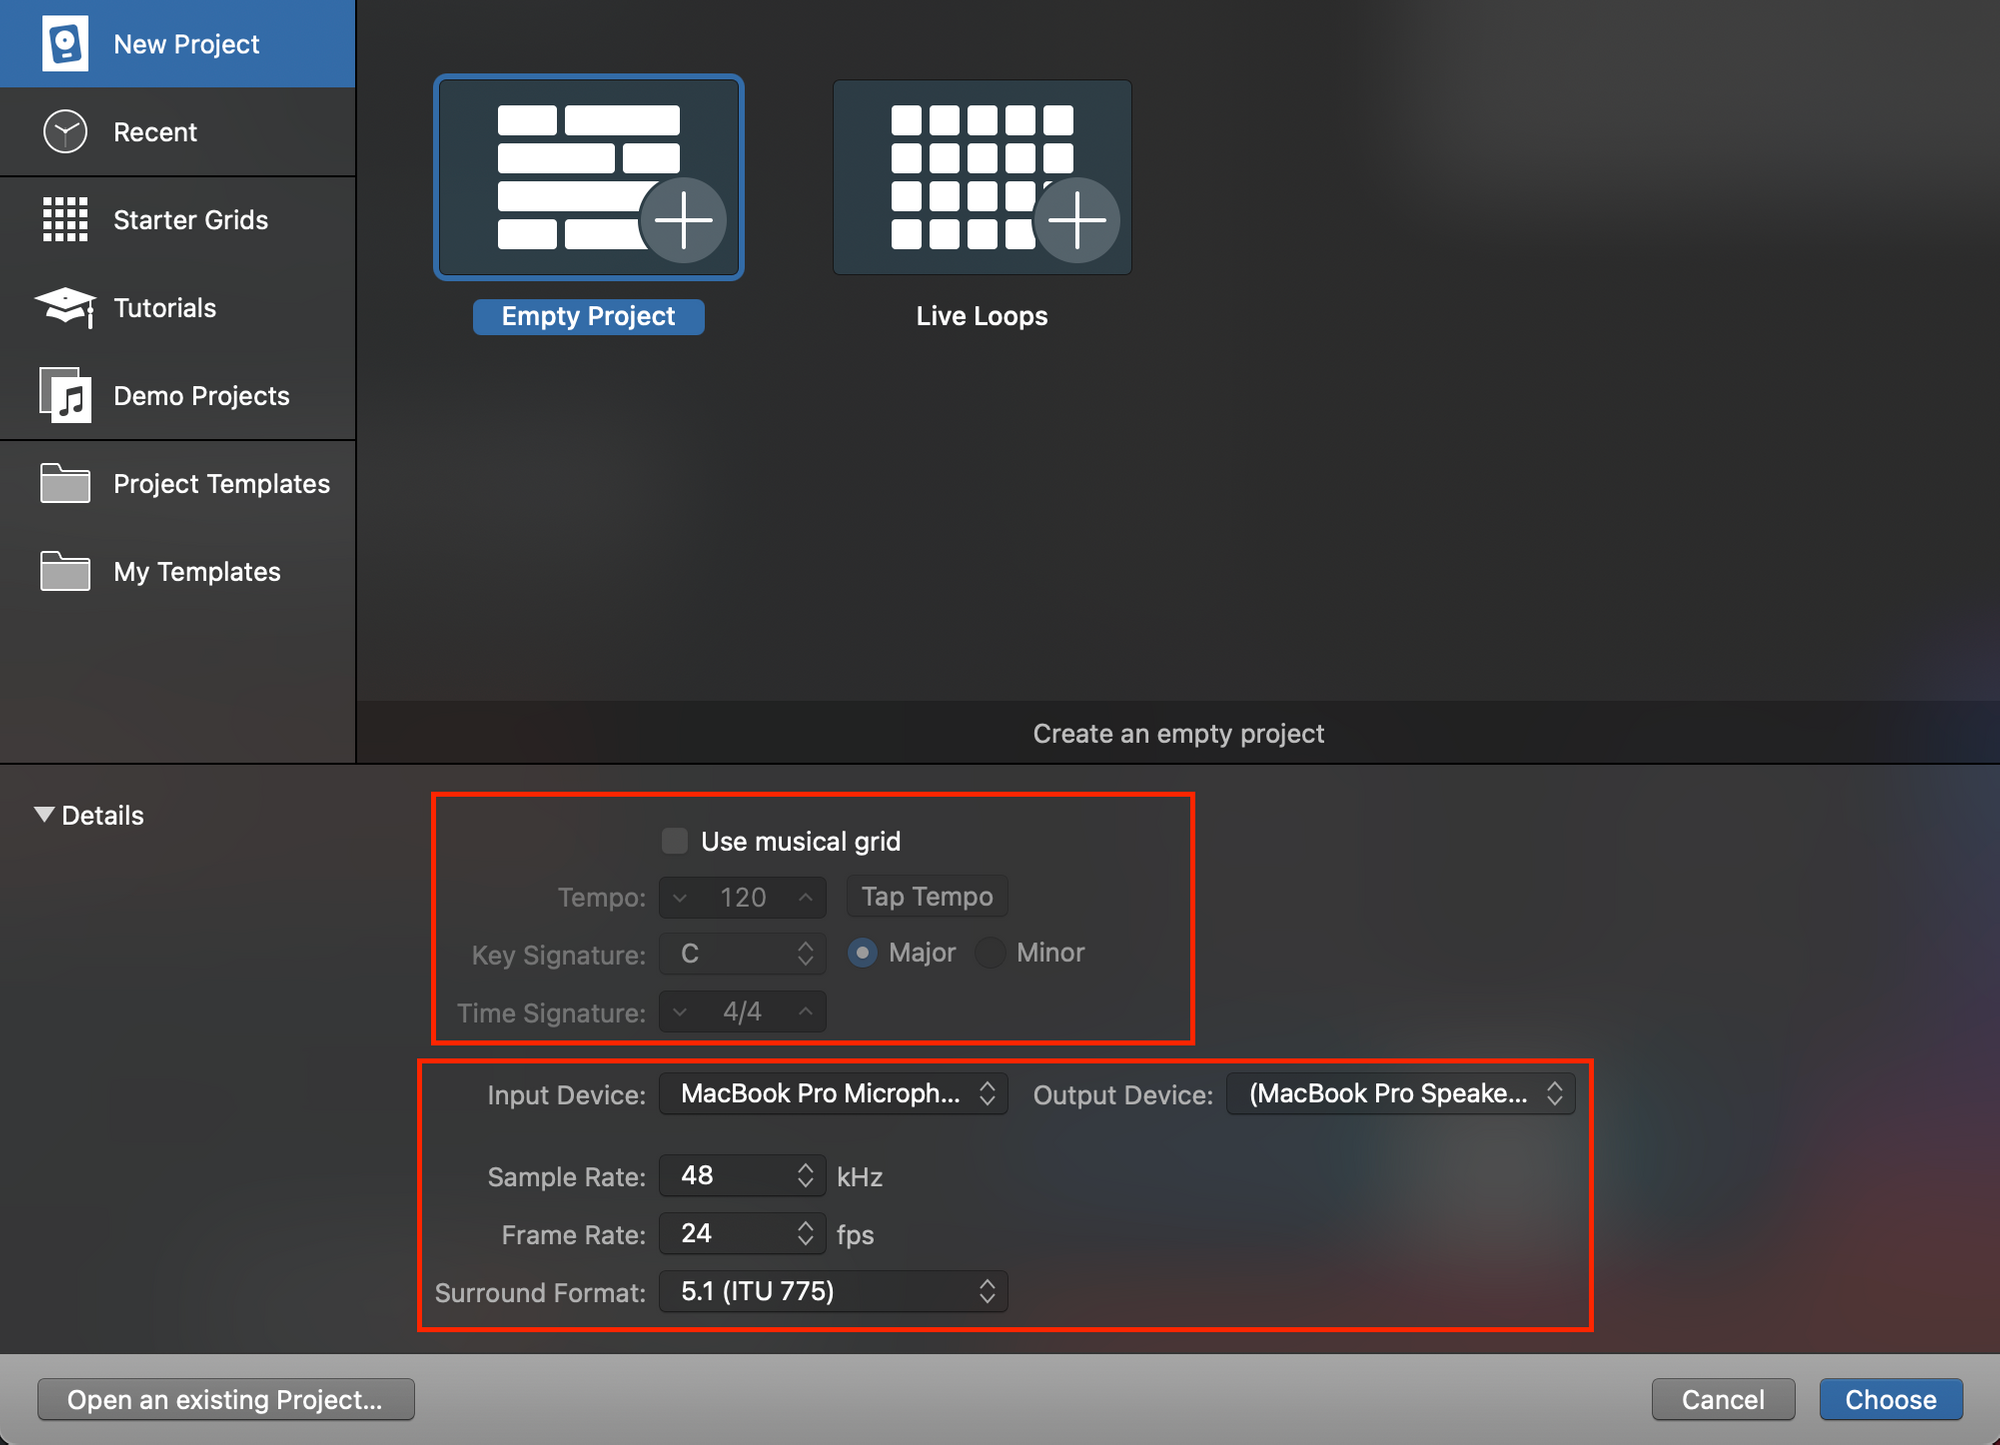 New Project
Recent
Starter Grids
Tutorials
Demo Projects
Project Templates
My Templates
Empty Project
Live Loops
Create an empty project
Details
Use musical grid
Tempo: 120 Tap Tempo
Key Signature: C Major Minor
Time Signature: 4/4
Input Device: MacBook Pro Microph... Output Device: (MacBook Pro Speake...
Sample Rate: 48 kHz
Frame Rate: 24 fps
Surround Format: 5.1 (ITU 775)
Open an existing Project... Cancel Choose